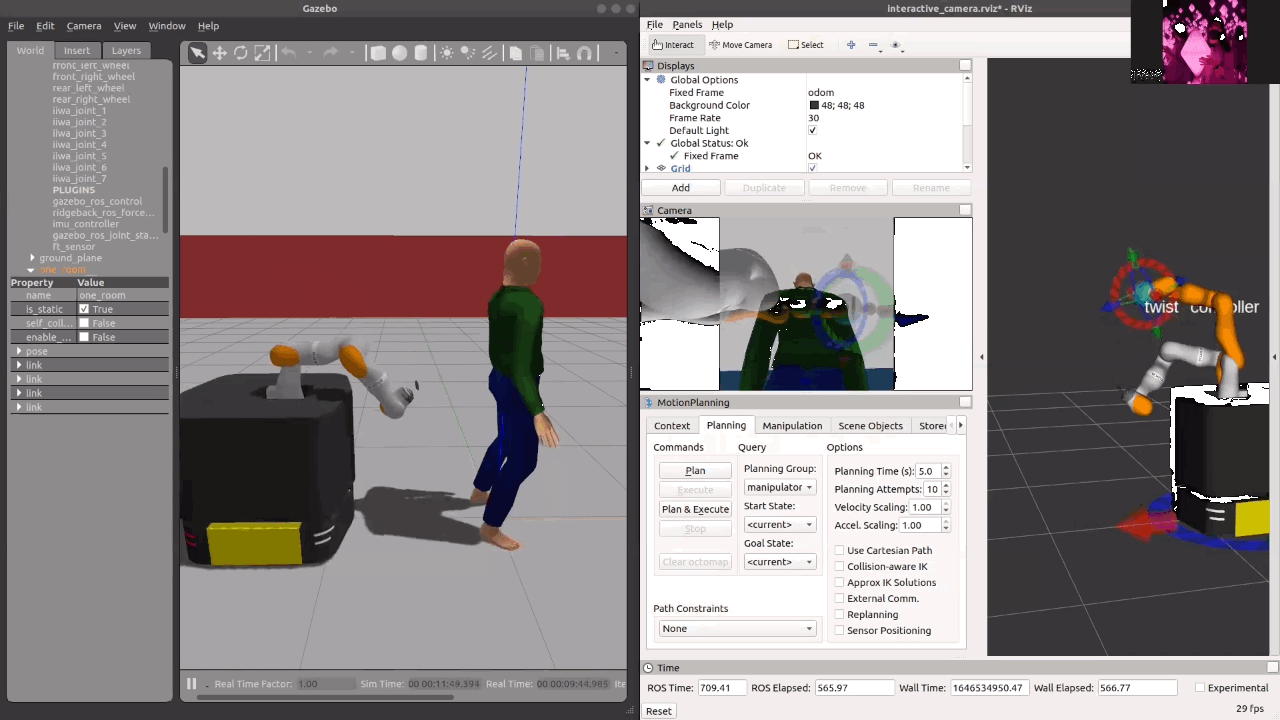 Gazebo
File Edit Camera View Window Help
World Insert Layers
front_left_wheel
front_right_wheel
rear_left_wheel
rear_right_wheel
iiwa_joint_1
iiwa_joint_2
iiwa_joint_3
iiwa_joint_4
iiwa_joint_5
iiwa_joint_6
iiwa_joint_7
PLUGINS
gazebo_ros_control
ridgeback_ros_force...
imu_controller
gazebo_ros_joint_sta...
ft_sensor
ground_plane
one_room
Property Value
name one_room
is_static True
self_coll... False
enable_... False
pose
link
link
link
link
Real Time Factor: 1.00 Sim Time: 00 00:11:49.394 Real Time: 00 00:09:44.985 Ite
interactive_camera.rviz* - RViz
File Panels Help
Interact Move Camera Select
Displays
Global Options
Fixed Frame odom
Background Color 48; 48; 48
Frame Rate 30
Default Light
Global Status: Ok
Fixed Frame OK
Grid
Add Duplicate Remove Rename
Camera
MotionPlanning
Context Planning Manipulation Scene Objects Store
Commands Query Options
Plan
Execute
Plan & Execute
Stop
Clear octomap
Planning Group:
manipulator
Start State:
<current>
Goal State:
<current>
Planning Time (s): 5.0
Planning Attempts: 10
Velocity Scaling: 1.00
Accel. Scaling: 1.00
Use Cartesian Path
Collision-aware IK
Approx IK Solutions
External Comm.
Replanning
Sensor Positioning
Path Constraints
None
twist
Time
ROS Time: 709.41 ROS Elapsed: 565.97 Wall Time: 1646534950.47 Wall Elapsed: 566.77 Experimental
Reset 29 fps